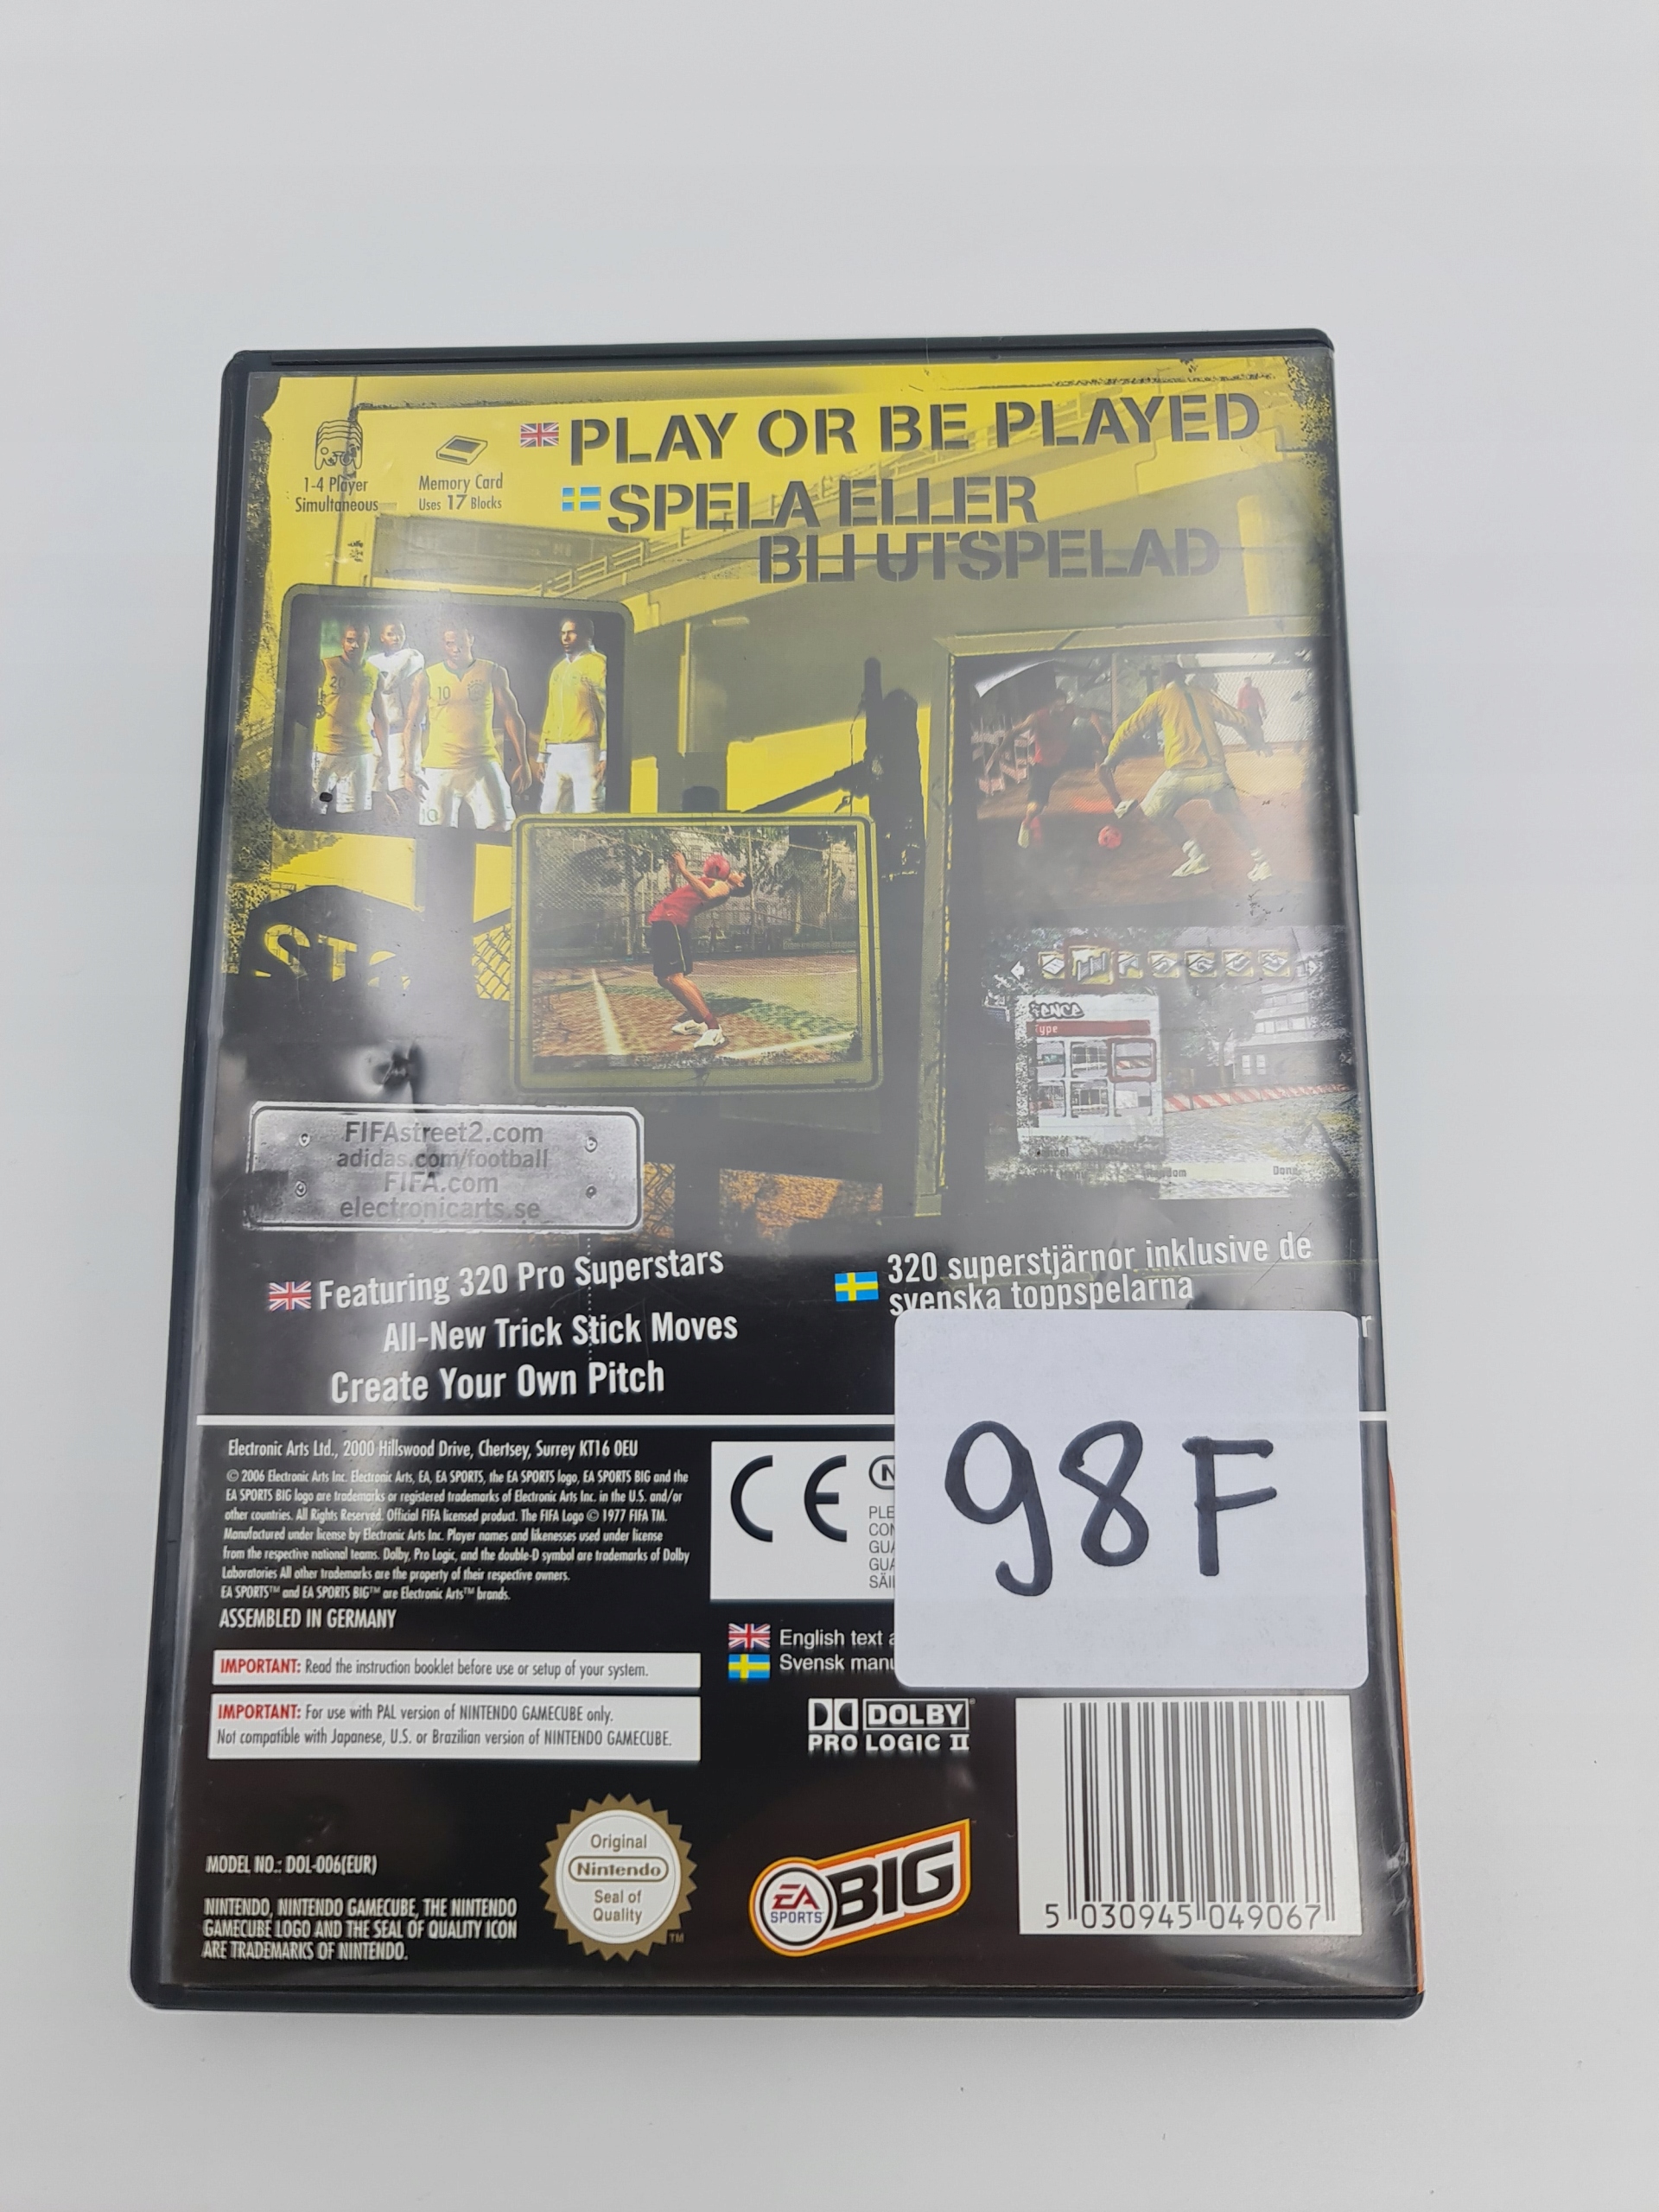 PLAY OR BE PLAYED
1-4 Player
Simultaneous
Memory Card
Uses 17 Blocks
SPELA ELLER
BLI UTSPELAD
20
10
10
FENCE
Type
Done
FIFAstreet2.com
adidas.com/football
FIFA.com
electronicarts.se
Featuring 320 Pro Superstars
All-New Trick Stick Moves
Create Your Own Pitch
320 superstjärnor inklusive de
svenska toppspelarna
r
98F
Electronic Arts Ltd., 2000 Hillswood Drive, Chertsey, Surrey KT16 0EU
© 2006 Electronic Arts Inc. Electronic Arts, EA, EA SPORTS, the EA SPORTS logo, EA SPORTS BIG and the
EA SPORTS BIG logo are trademarks or registered trademarks of Electronic Arts Inc. in the U.S. and/or
other countries. All Rights Reserved. Official FIFA licensed product. The FIFA Logo © 1977 FIFA TM.
Manufactured under license by Electronic Arts Inc. Player names and likenesses used under license
from the respective national teams. Dolby, Pro Logic, and the double-D symbol are trademarks of Dolby
Laboratories All other trademarks are the property of their respective owners.
EA SPORTS™ and EA SPORTS BIG™ are Electronic Arts™ brands.
ASSEMBLED IN GERMANY
CE
N
PLE
CON
GUA
GUA
SÄI
English text a
Svensk manu
IMPORTANT: Read the instruction booklet before use or setup of your system.
IMPORTANT: For use with PAL version of NINTENDO GAMECUBE only.
Not compatible with Japanese, U.S. or Brazilian version of NINTENDO GAMECUBE.
DOLBY
PRO LOGIC II
MODEL NO.: DOL-006(EUR)
NINTENDO, NINTENDO GAMECUBE, THE NINTENDO
GAMECUBE LOGO AND THE SEAL OF QUALITY ICON
ARE TRADEMARKS OF NINTENDO.
Original
Nintendo
Seal of
Quality
TM
EA
SPORTS
BIG
5 030945 049067